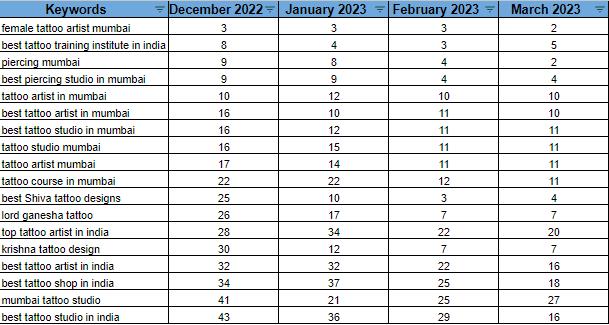 Keywords December 2022 January 2023 February 2023 March 2023
female tattoo artist mumbai 3 3 3 2
best tattoo training institute in india 8 4 3 5
piercing mumbai 9 8 4 2
best piercing studio in mumbai 9 9 4 4
tattoo artist in mumbai 10 12 10 10
best tattoo artist in mumbai 16 10 11 10
best tattoo studio in mumbai 16 12 11 11
tattoo studio mumbai 16 15 11 11
tattoo artist mumbai 17 14 11 11
tattoo course in mumbai 22 22 12 11
best Shiva tattoo designs 25 10 3 4
lord ganesha tattoo 26 17 7 7
top tattoo artist in india 28 34 22 20
krishna tattoo design 30 12 7 7
best tattoo artist in india 32 32 22 16
best tattoo shop in india 34 37 25 18
mumbai tattoo studio 41 21 25 27
best tattoo studio in india 43 36 29 16